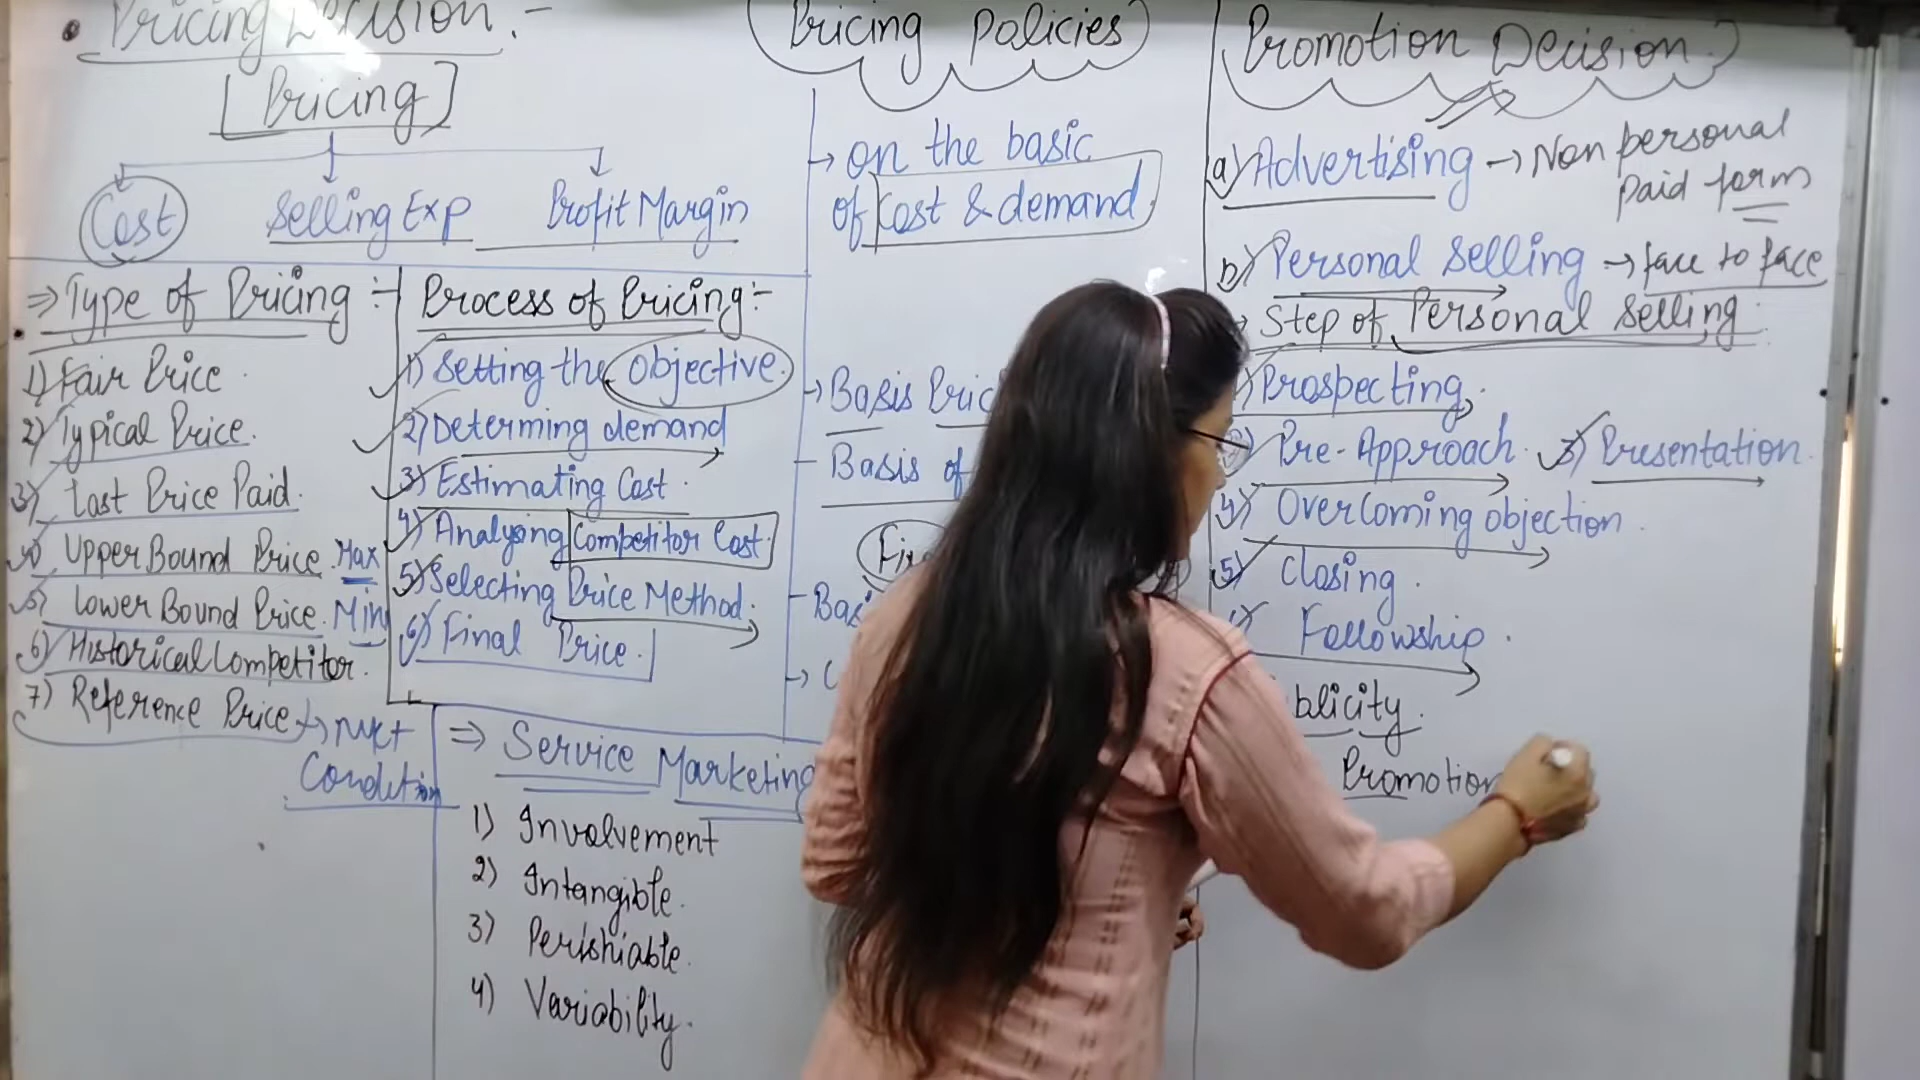 Pricing Decision :-
[Pricing]
Cost Selling Exp Profit Margin
⇒ Type of Pricing :-
1) Fair Price.
2) Typical Price.
3) Last Price Paid.
4) Upper Bound Price. Max
5) Lower Bound Price. Min
6) Historical Competitor.
7) Reference Price → Mkt
Condition
Process of Pricing :-
1) Setting the Objective.
2) Determing demand
3) Estimating Cost.
4) Analysing Competitor Cost.
5) Selecting Price Method.
6) Final Price.
⇒ Service Marketing
1) Involvement
2) Intangible.
3) Perishiable.
4) Variability.
Pricing Policies
→ on the basic
of Cost & demand
→ Basis
Basis of
Promotion Decision
a) Advertising → Non personal
paid form
b) Personal Selling → face to face
Step of Personal Selling
1) Prospecting.
2) Pre-Approach. 3) Presentation.
4) Overcoming objection.
5) Closing.
Followship.
blicity.
Promotion